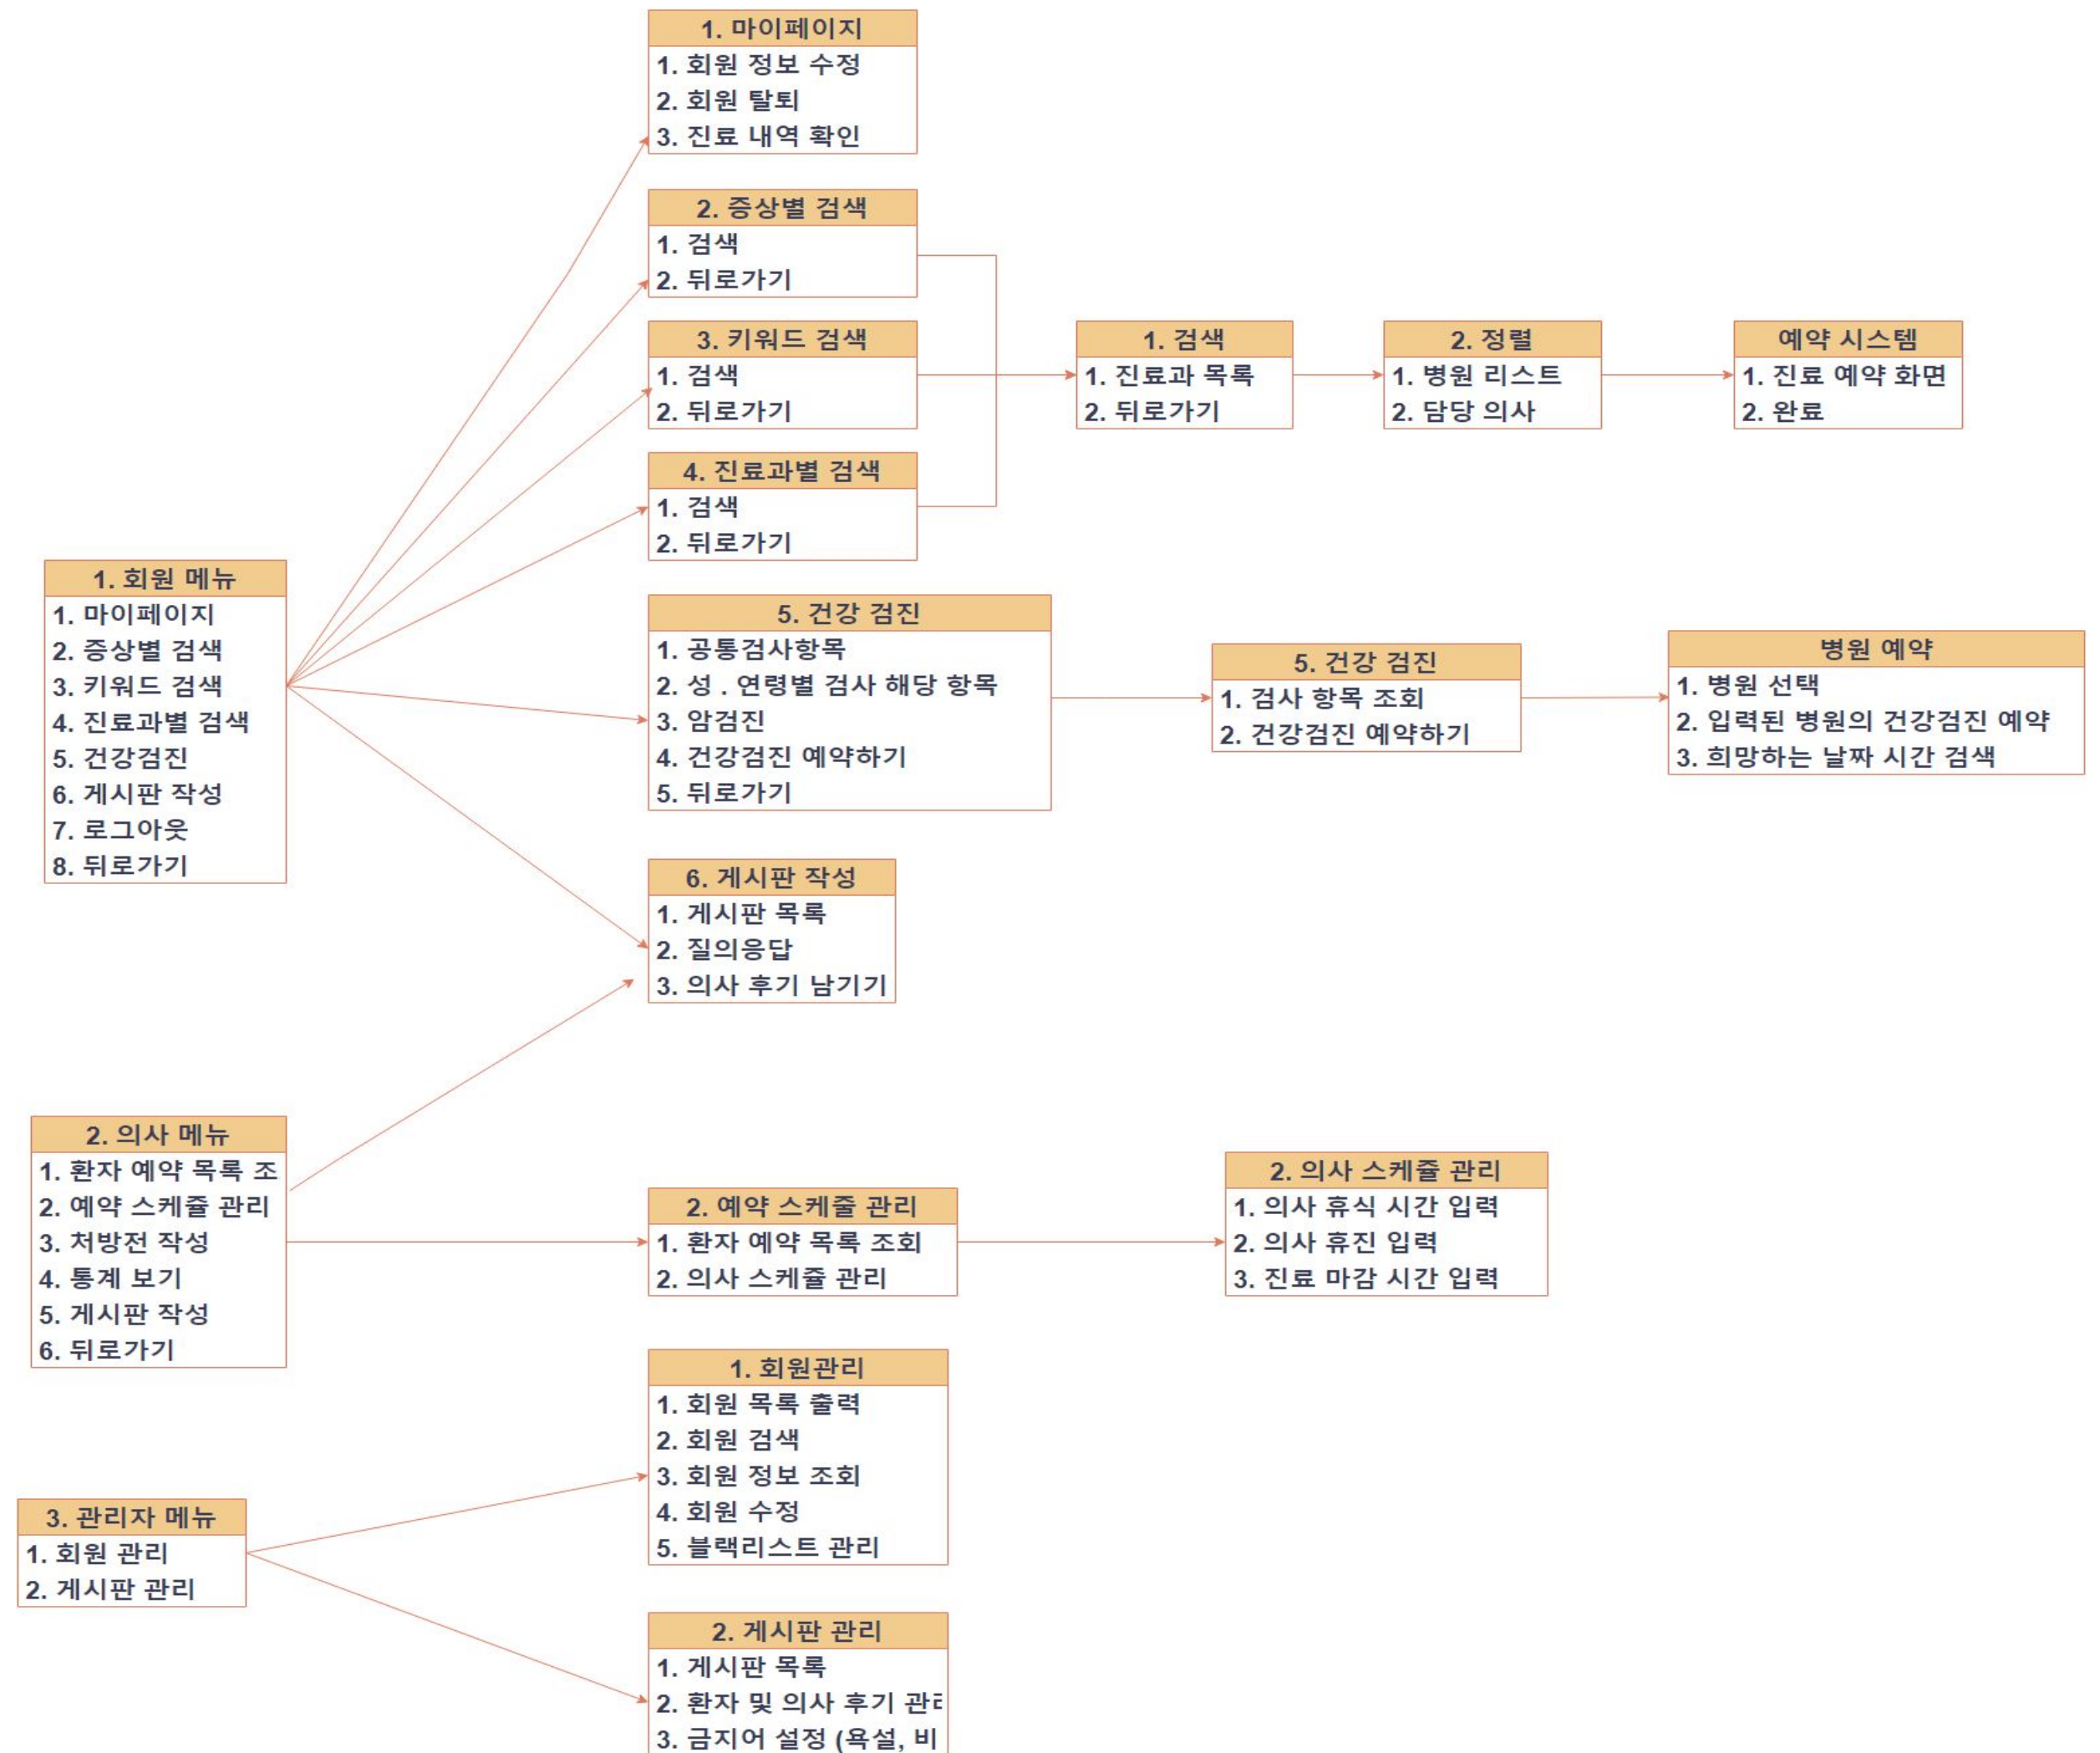 1. 마이페이지
1. 회원 정보 수정
2. 회원 탈퇴
3. 진료 내역 확인
2. 증상별 검색
1. 검색
2. 뒤로가기
3. 키워드 검색
1. 검색
2. 뒤로가기
1. 검색
1. 진료과 목록
2. 뒤로가기
2. 정렬
1. 병원 리스트
2. 담당 의사
예약 시스템
1. 진료 예약 화면
2. 완료
4. 진료과별 검색
1. 검색
2. 뒤로가기
1. 회원 메뉴
1. 마이페이지
2. 증상별 검색
3. 키워드 검색
4. 진료과별 검색
5. 건강검진
6. 게시판 작성
7. 로그아웃
8. 뒤로가기
5. 건강 검진
1. 공통검사항목
2. 성 . 연령별 검사 해당 항목
3. 암검진
4. 건강검진 예약하기
5. 뒤로가기
5. 건강 검진
1. 검사 항목 조회
2. 건강검진 예약하기
병원 예약
1. 병원 선택
2. 입력된 병원의 건강검진 예약
3. 희망하는 날짜 시간 검색
6. 게시판 작성
1. 게시판 목록
2. 질의응답
3. 의사 후기 남기기
2. 의사 메뉴
1. 환자 예약 목록 조
2. 예약 스케쥴 관리
3. 처방전 작성
4. 통계 보기
5. 게시판 작성
6. 뒤로가기
2. 예약 스케줄 관리
1. 환자 예약 목록 조회
2. 의사 스케쥴 관리
2. 의사 스케쥴 관리
1. 의사 휴식 시간 입력
2. 의사 휴진 입력
3. 진료 마감 시간 입력
1. 회원관리
1. 회원 목록 출력
2. 회원 검색
3. 회원 정보 조회
4. 회원 수정
5. 블랙리스트 관리
3. 관리자 메뉴
1. 회원 관리
2. 게시판 관리
2. 게시판 관리
1. 게시판 목록
2. 환자 및 의사 후기
3. 금지어 설정 (욕설, 비